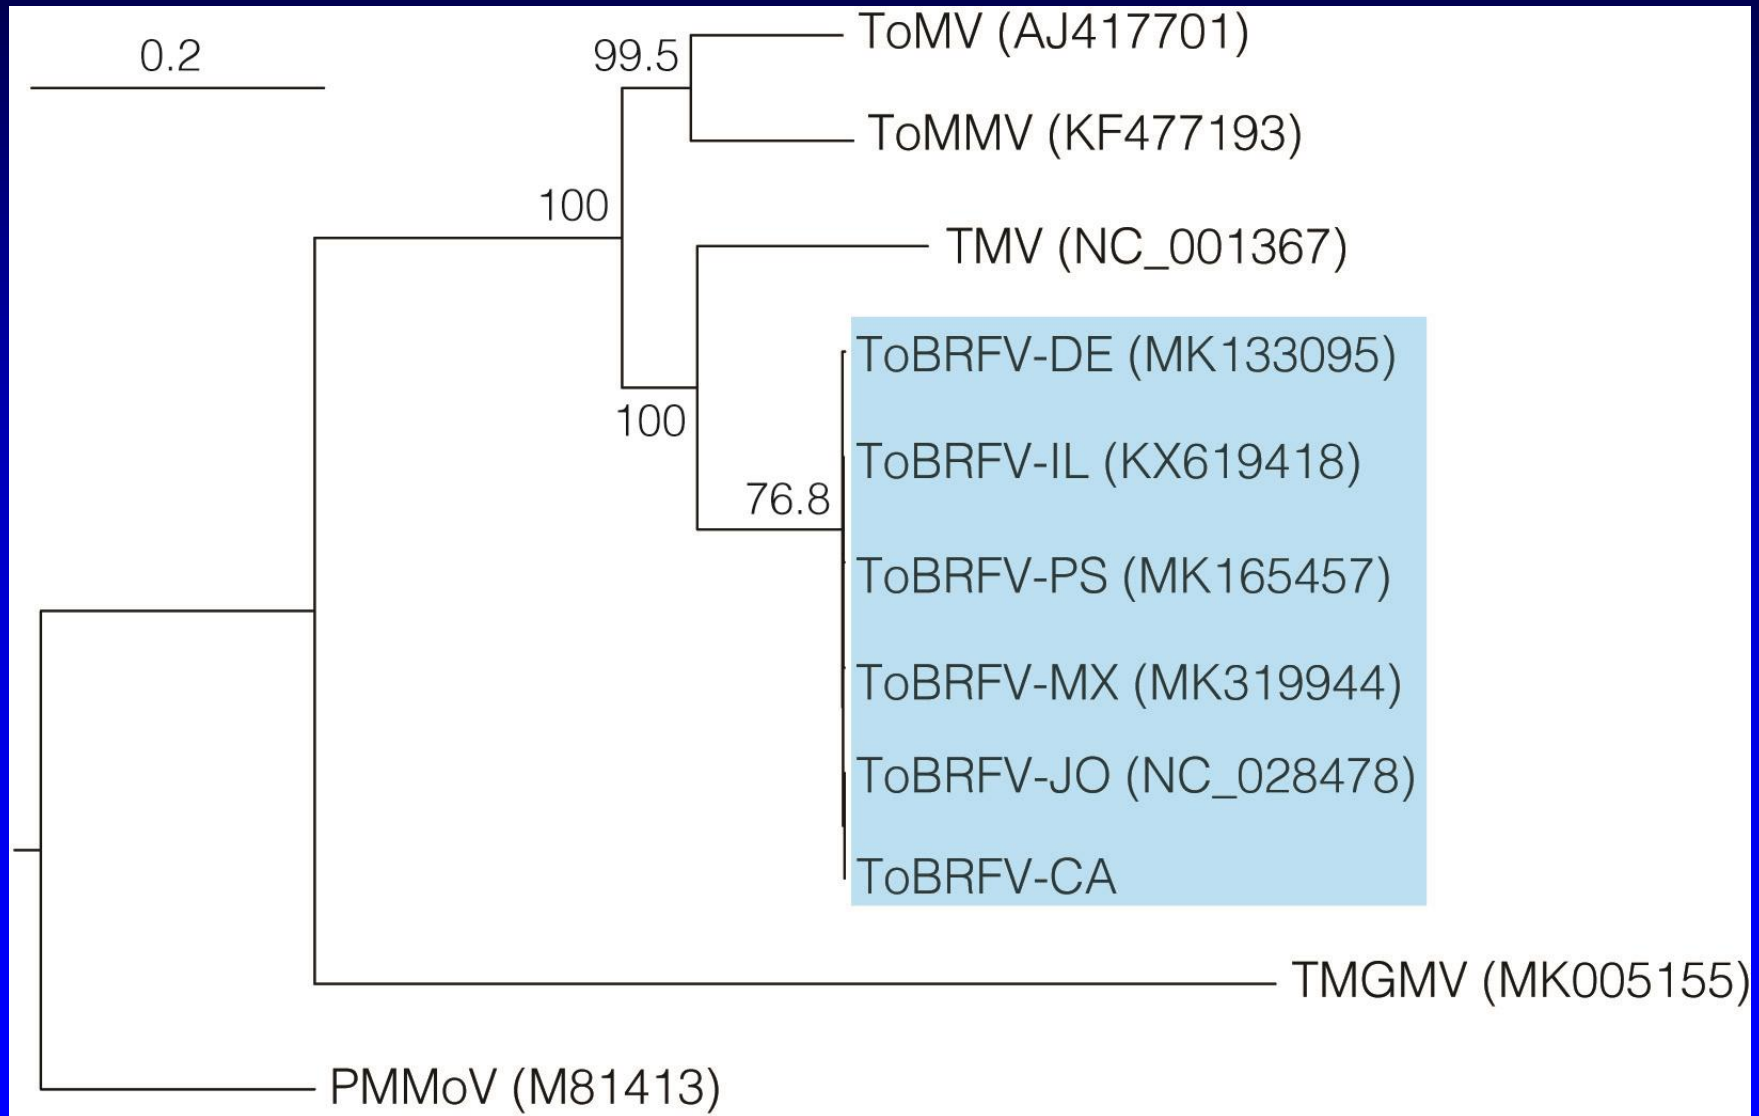 0.2
99.5
ToMV (AJ417701)
ToMMV (KF477193)
100
TMV (NC_001367)
ToBRFV-DE (MK133095)
100
ToBRFV-IL (KX619418)
76.8
ToBRFV-PS (MK165457)
ToBRFV-MX (MK319944)
ToBRFV-JO (NC_028478)
ToBRFV-CA
TMGMV (MK005155)
PMMoV (M81413)